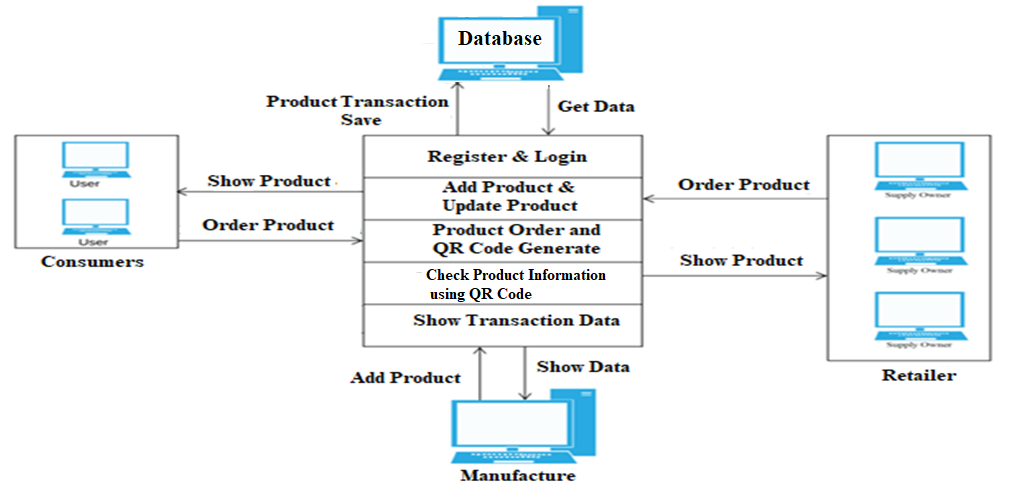 Database
Product Transaction
Save
Get Data
Register & Login
Add Product &
Update Product
Product Order and
QR Code Generate
Check Product Information
using QR Code
Show Transaction Data
User
User
Consumers
Show Product
Order Product
Order Product
Show Product
Supply Owner
Supply Owner
Supply Owner
Retailer
Add Product
Show Data
Manufacture